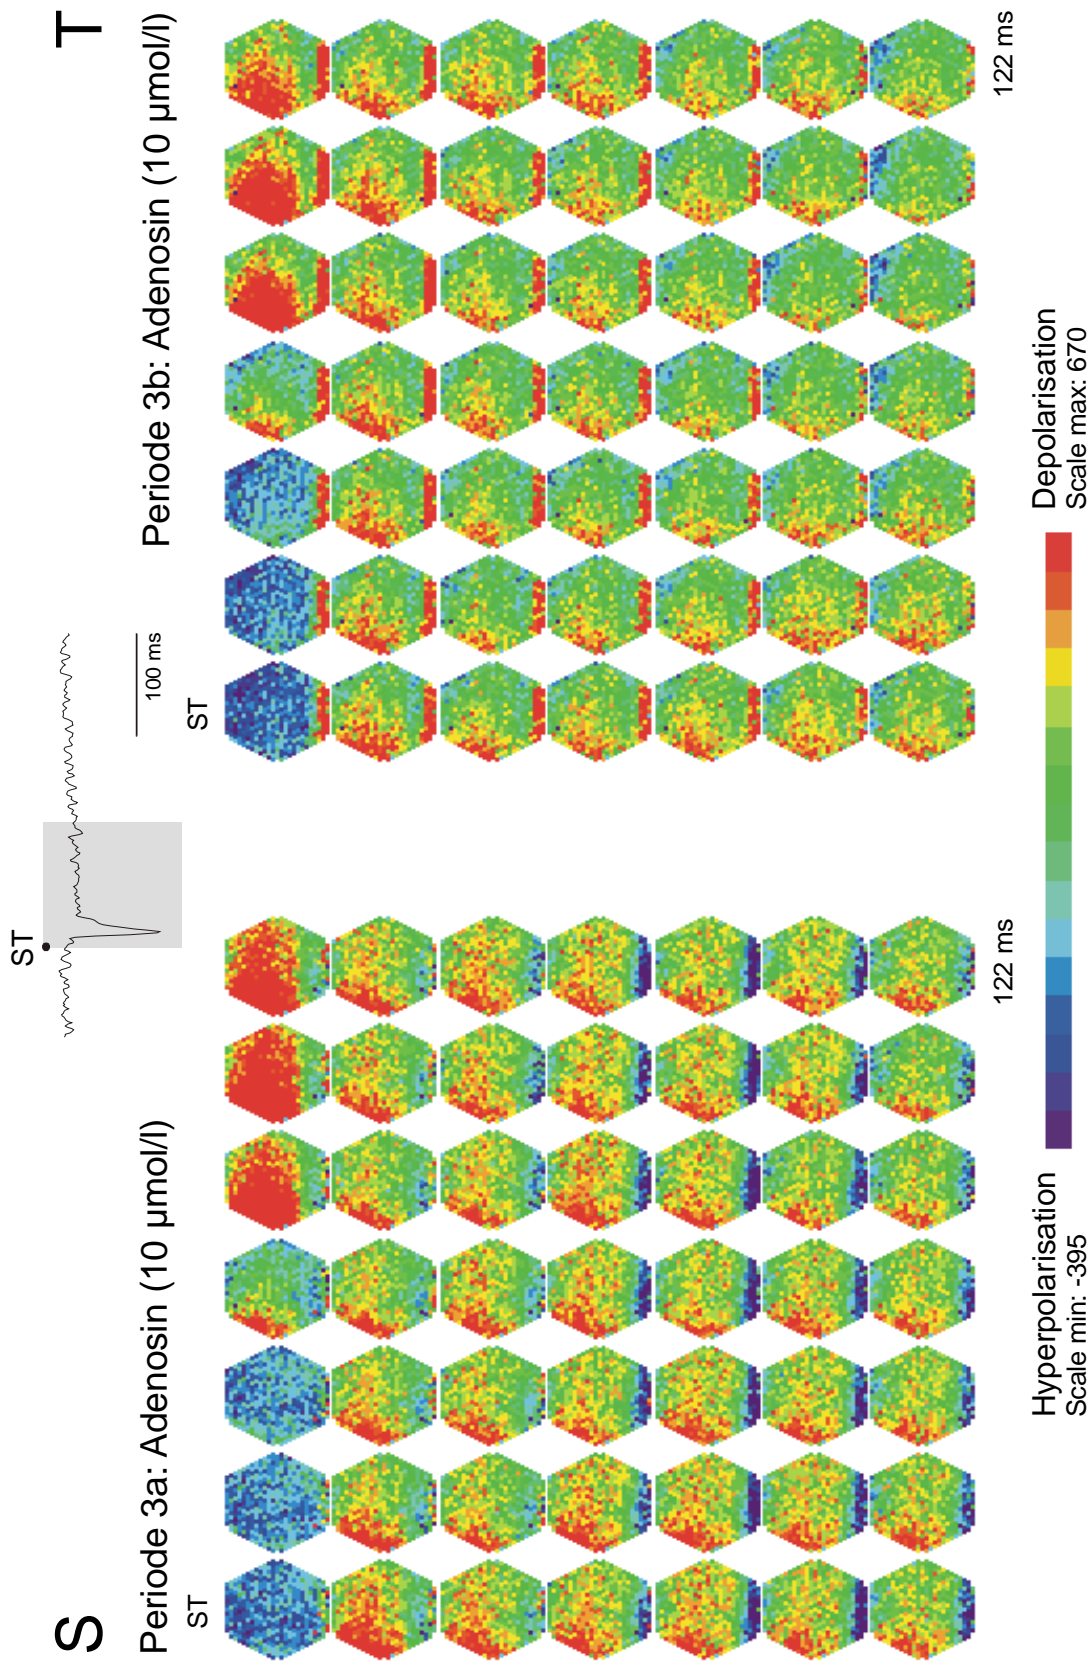 S
Periode 3a: Adenosin (10 µmol/l)
ST
122 ms
ST
100 ms
T
Periode 3b: Adenosin (10 µmol/l)
ST
122 ms
Hyperpolarisation
Scale min: -395
Depolarisation
Scale max: 670